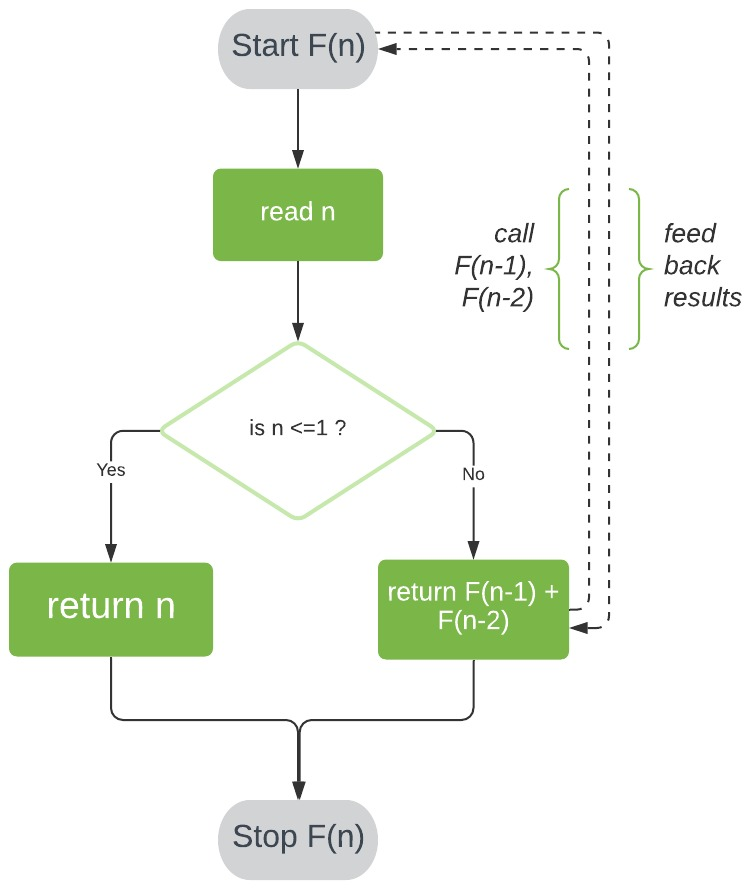 Start F(n)
read n
call
F(n-1),
F(n-2)
feed
back
results
is n <=1 ?
Yes
No
return n
return F(n-1) +
F(n-2)
Stop F(n)